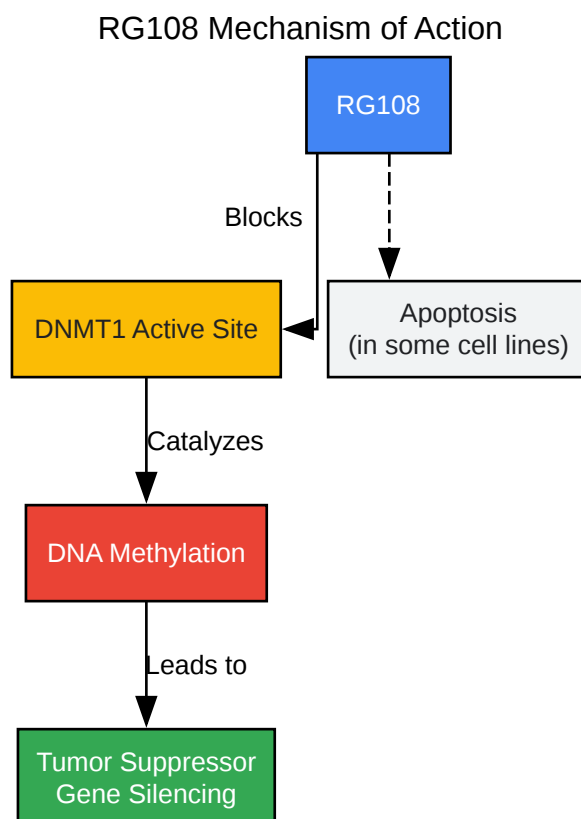 RG108 Mechanism of Action
RG108
Blocks
DNMT1 Active Site
Apoptosis
(in some cell lines)
Catalyzes
DNA Methylation
Leads to
Tumor Suppressor
Gene Silencing